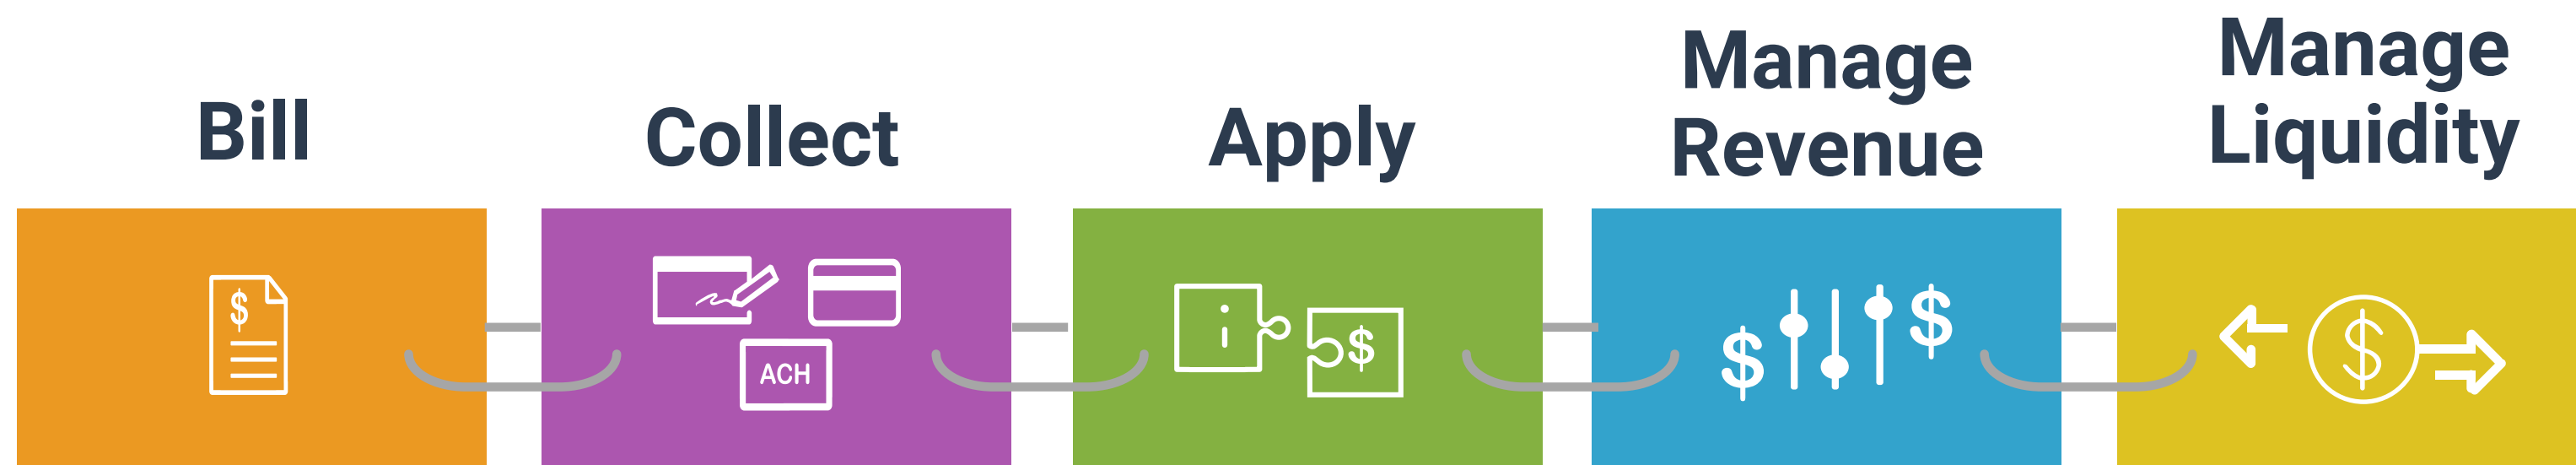 Bill
Collect
Apply
Manage
Revenue
Manage
Liquidity
$
ACH
i
$
$
$
$